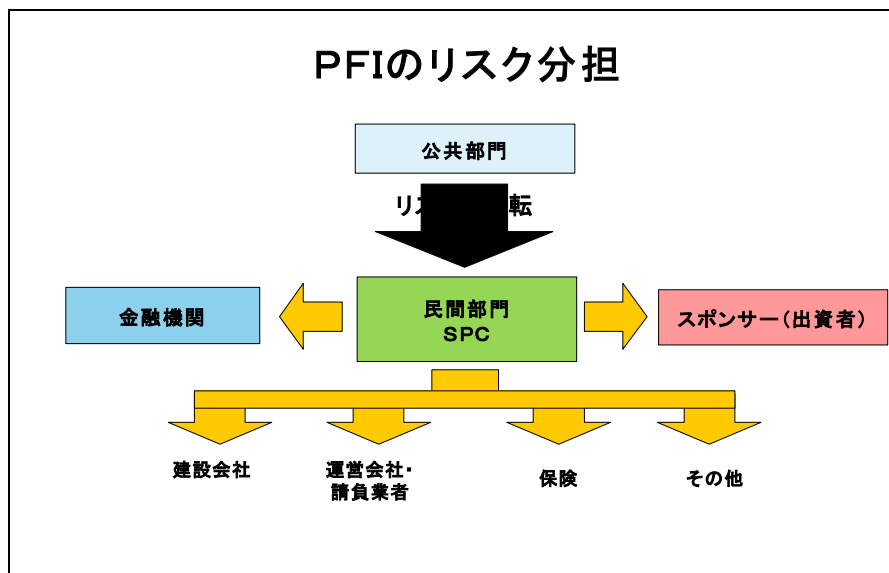 PFIのリスク分担
公共部門
リス 転
金融機関
民間部門
SPC
スポンサー(出資者)
建設会社
運営会社・
請負業者
保険
その他